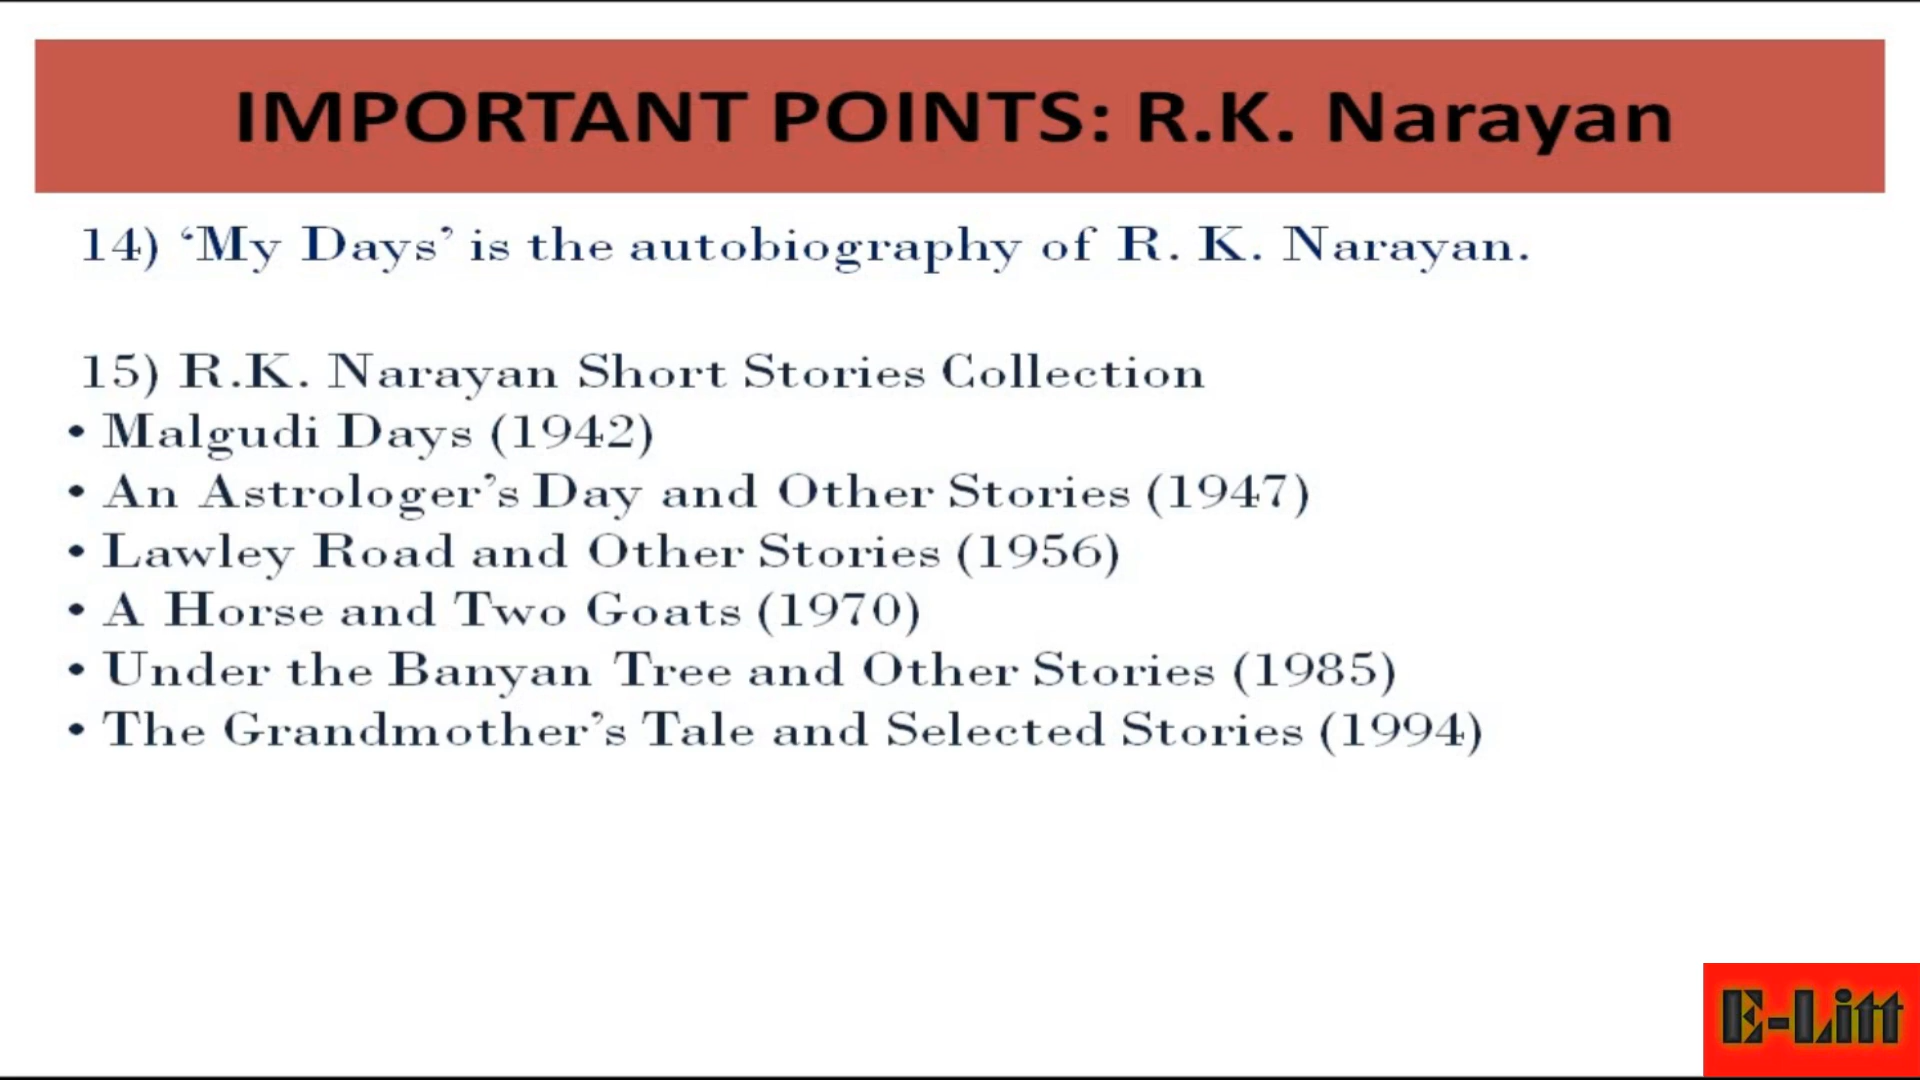 IMPORTANT POINTS: R.K. Narayan
14) ‘My Days’ is the autobiography of R. K. Narayan.
15) R.K. Narayan Short Stories Collection
• Malgudi Days (1942)
• An Astrologer’s Day and Other Stories (1947)
• Lawley Road and Other Stories (1956)
• A Horse and Two Goats (1970)
• Under the Banyan Tree and Other Stories (1985)
• The Grandmother’s Tale and Selected Stories (1994)
E-Litt